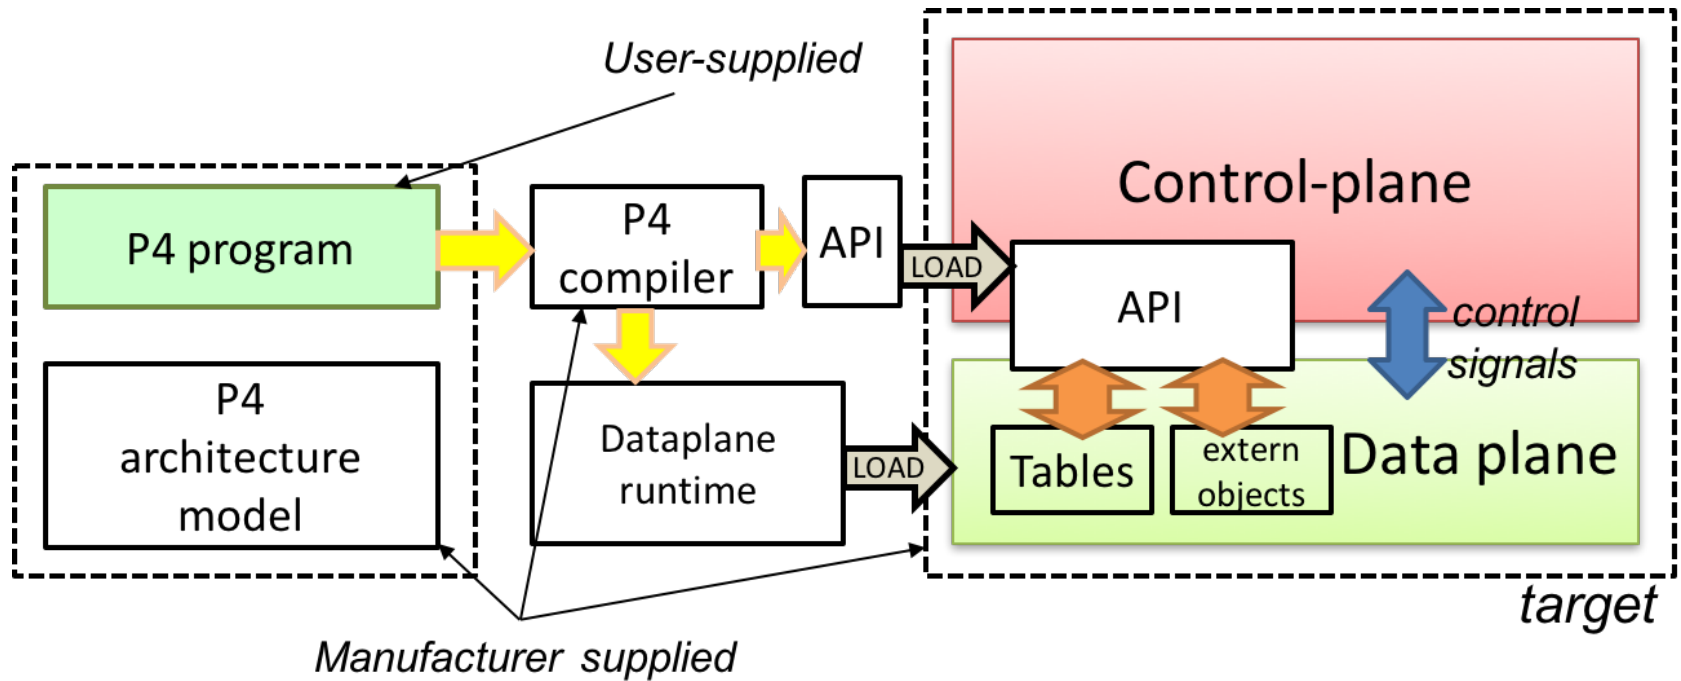 User-supplied
P4 program
P4
compiler
API
LOAD
Control-plane
API
control
signals
P4
architecture
model
Dataplane
runtime
LOAD
Tables
extern
objects
Data plane
target
Manufacturer supplied